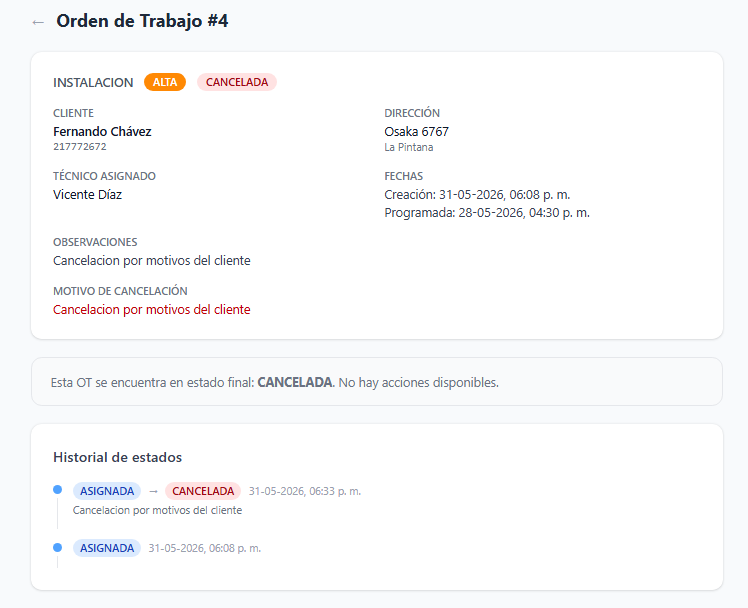 ← Orden de Trabajo #4
INSTALACION ALTA CANCELADA
CLIENTE
Fernando Chávez
217772672
DIRECCIÓN
Osaka 6767
La Pintana
TÉCNICO ASIGNADO
Vicente Díaz
FECHAS
Creación: 31-05-2026, 06:08 p. m.
Programada: 28-05-2026, 04:30 p. m.
OBSERVACIONES
Cancelacion por motivos del cliente
MOTIVO DE CANCELACIÓN
Cancelacion por motivos del cliente
Esta OT se encuentra en estado final: CANCELADA. No hay acciones disponibles.
Historial de estados
ASIGNADA → CANCELADA 31-05-2026, 06:33 p. m.
Cancelacion por motivos del cliente
ASIGNADA 31-05-2026, 06:08 p. m.